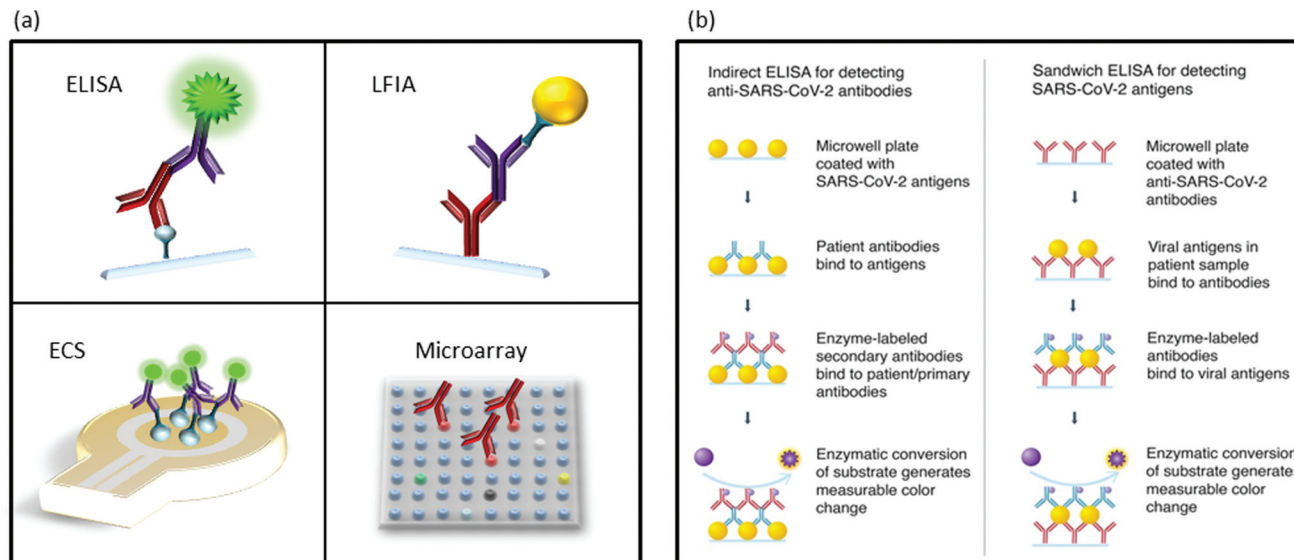 (a)
ELISA
LFIA
ECS
Microarray
(b)
Indirect ELISA for detecting
anti-SARS-CoV-2 antibodies
Microwell plate
coated with
SARS-CoV-2 antigens
Patient antibodies
bind to antigens
Enzyme-labeled
secondary antibodies
bind to patient/primary
antibodies
Enzymatic conversion
of substrate generates
measurable color
change
Sandwich ELISA for detecting
SARS-CoV-2 antigens
Microwell plate
coated with
anti-SARS-CoV-2
antibodies
Viral antigens in
patient sample
bind to antibodies
Enzyme-labeled
antibodies
bind to viral antigens
Enzymatic conversion
of substrate generates
measurable color
change